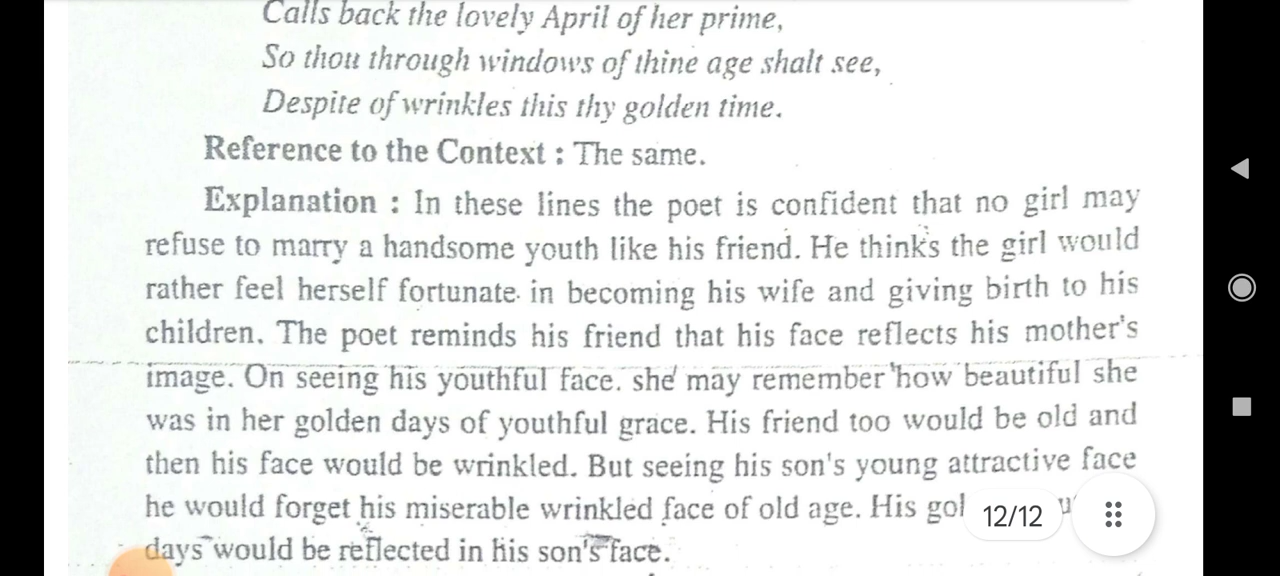 Calls back the lovely April of her prime,
So thou through windows of thine age shalt see,
Despite of wrinkles this thy golden time.
Reference to the Context : The same.
Explanation : In these lines the poet is confident that no girl may
refuse to marry a handsome youth like his friend. He thinks the girl would
rather feel herself fortunate in becoming his wife and giving birth to his
children. The poet reminds his friend that his face reflects his mother's
image. On seeing his youthful face. she may remember how beautiful she
was in her golden days of youthful grace. His friend too would be old and
then his face would be wrinkled. But seeing his son's young attractive face
he would forget his miserable wrinkled face of old age. His
12/12
days would be reflected in his son's face.